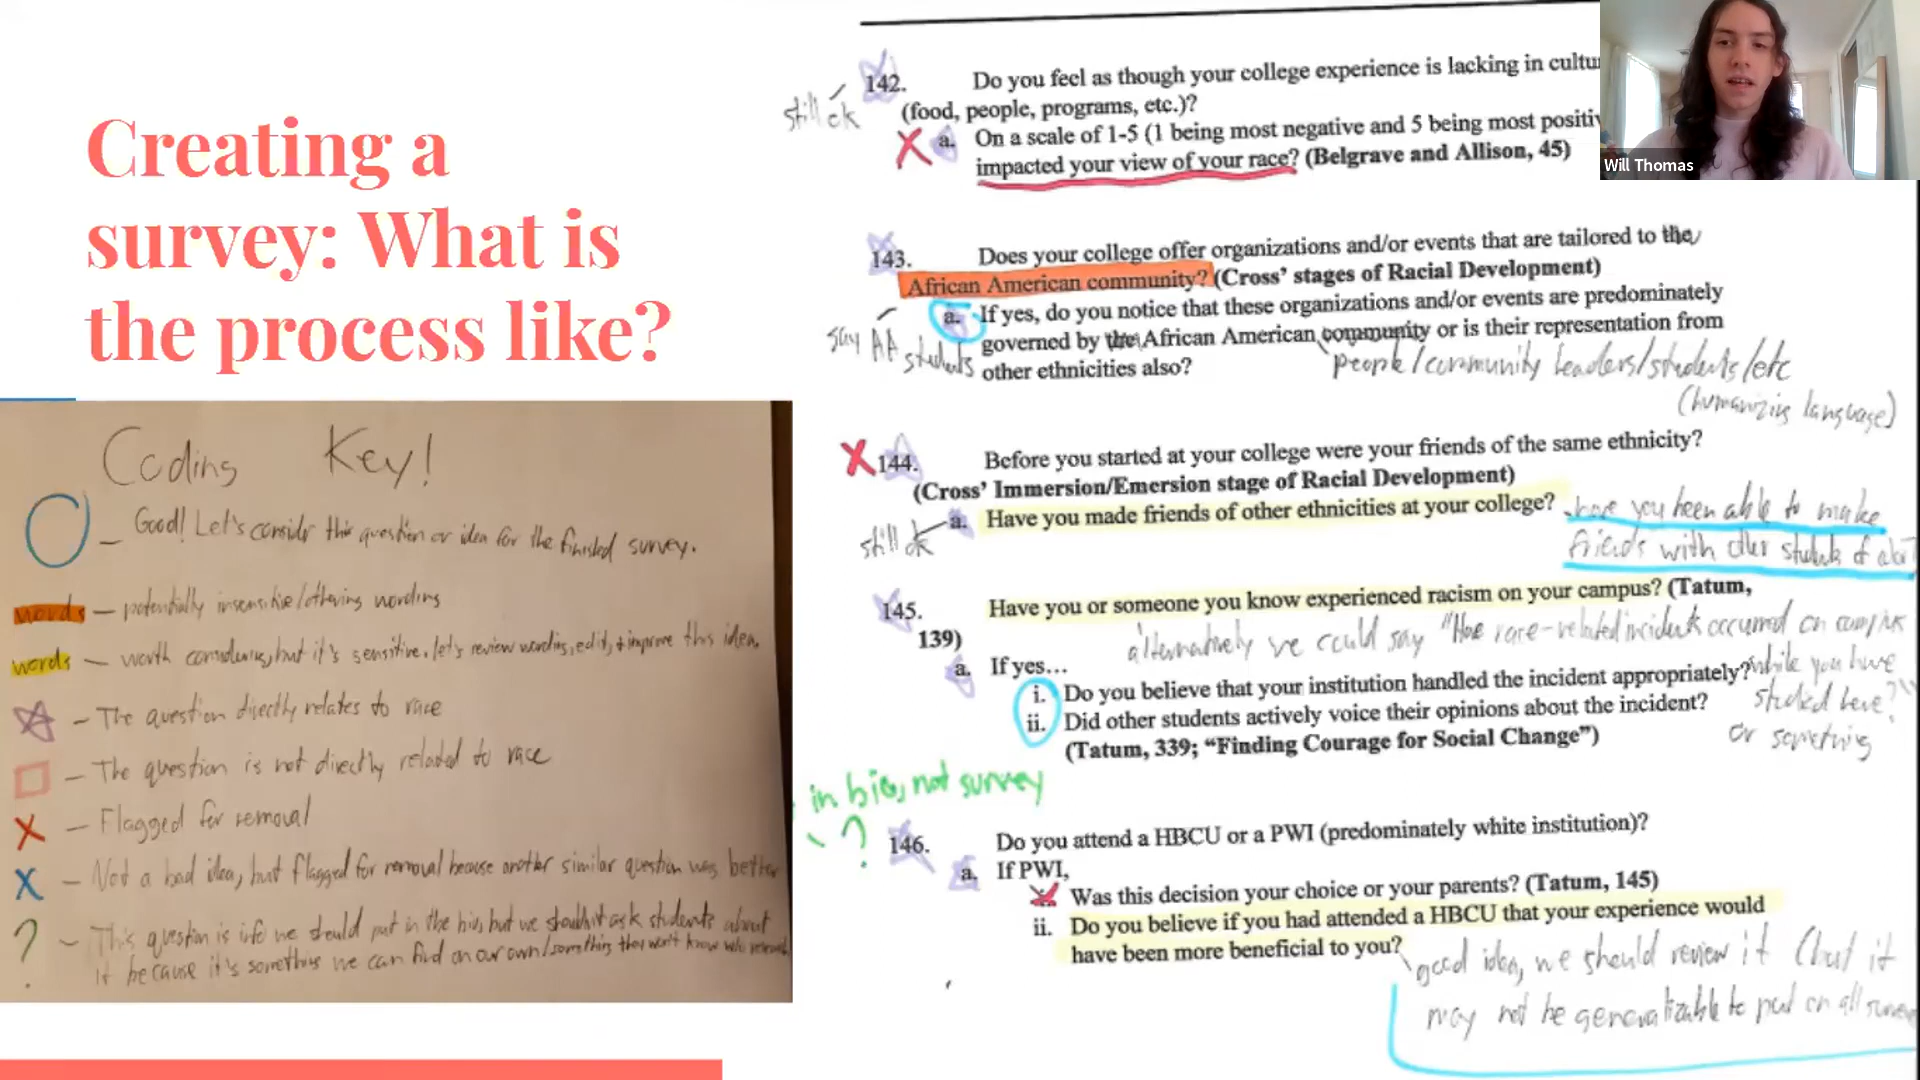 Creating a
survey: What is
the process like?
Coding Key!
- Good! Let's consider this question or idea for the finished survey.
words - potentially insensitive/othering wording
words - worth considering, but it's sensitive. let's review wording, edit, + improve this idea.
- The question directly relates to race
- The question is not directly related to race
X - Flagged for removal
X - Not a bad idea, but flagged for removal because another similar question was better
? - This question is info we should put in the bio, but we shouldn't ask students about
it because it's something we can find on our own/something they won't know
142. Do you feel as though your college experience is lacking in cultu
still ok
(food, people, programs, etc.)?
X a. On a scale of 1-5 (1 being most negative and 5 being most positiv
impacted your view of your race? (Belgrave and Allison, 45)
143. Does your college offer organizations and/or events that are tailored to the
African American community? (Cross' stages of Racial Development)
a. If yes, do you notice that these organizations and/or events are predominately
say AA students
governed by the African American community or is their representation from
other ethnicities also?
people/community leaders/students/etc
(humanizing language)
X 144. Before you started at your college were your friends of the same ethnicity?
(Cross' Immersion/Emersion stage of Racial Development)
still ok
a. Have you made friends of other ethnicities at your college?
have you been able to make
friends with other students of
145. Have you or someone you know experienced racism on your campus? (Tatum,
139)
alternatively we could say "Have race-related incidents occurred on campus
while you have
studied here?"
or something
a. If yes...
i. Do you believe that your institution handled the incident appropriately?
ii. Did other students actively voice their opinions about the incident?
(Tatum, 339; “Finding Courage for Social Change”)
in bio, not survey
?
146. Do you attend a HBCU or a PWI (predominately white institution)?
a. If PWI,
Was this decision your choice or your parents? (Tatum, 145)
ii. Do you believe if you had attended a HBCU that your experience would
have been more beneficial to you?
good idea, we should review it (but it
may not be generalizable to put on all
Will Thomas